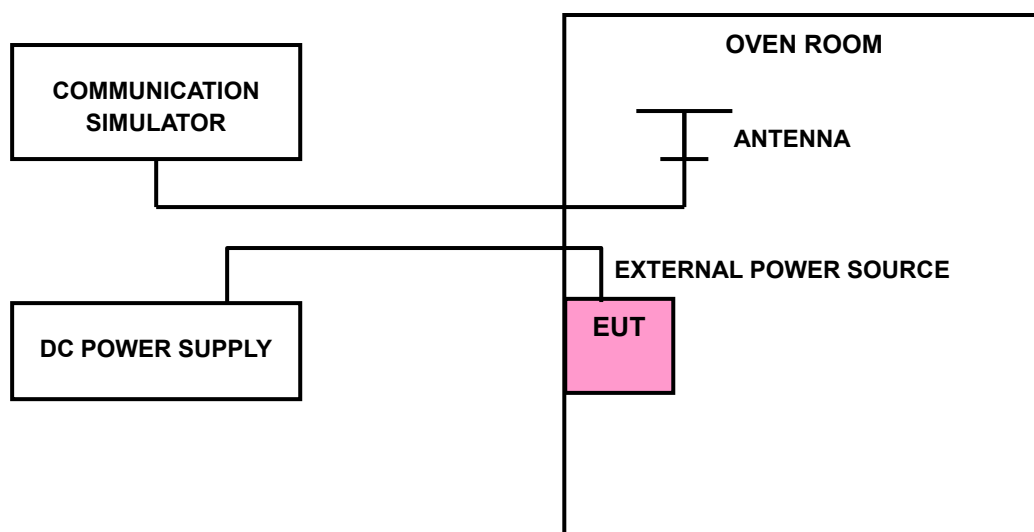 OVEN ROOM
COMMUNICATION
SIMULATOR
ANTENNA
EXTERNAL POWER SOURCE
EUT
DC POWER SUPPLY